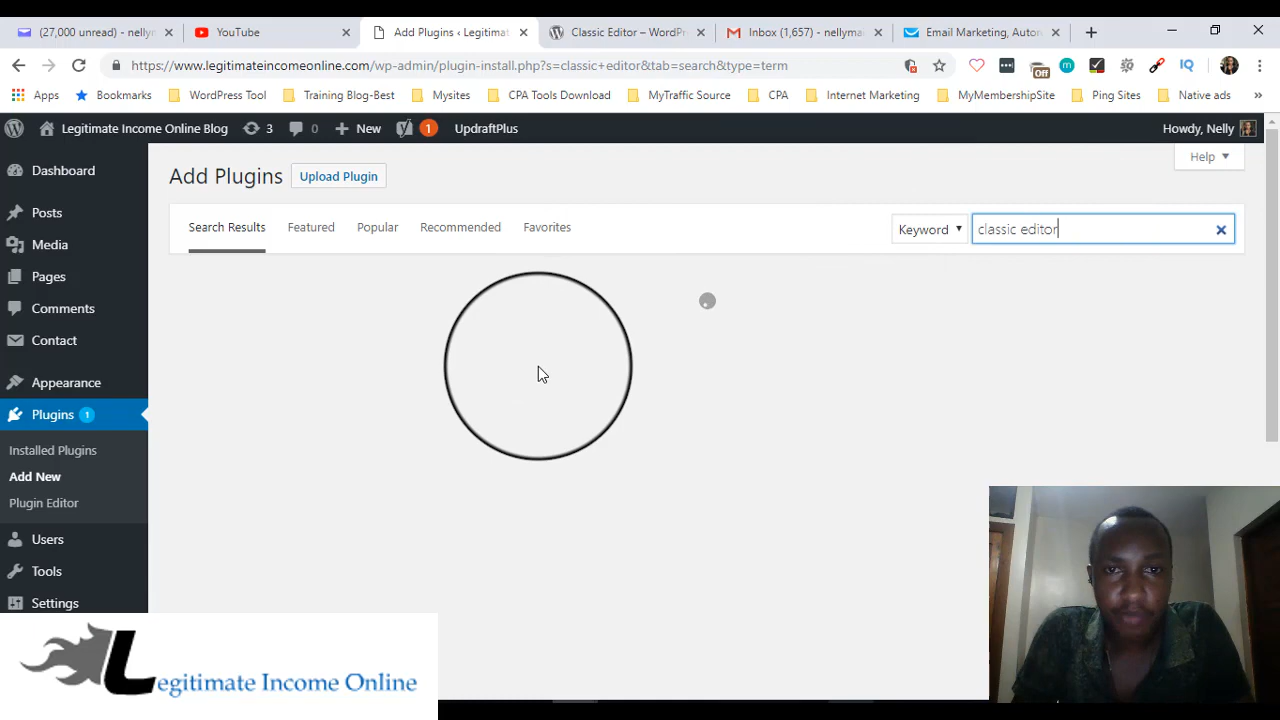 (27,000 unread) - nellyn
YouTube
Add Plugins ‹ Legitimat
Classic Editor – WordPr
Inbox (1,657) - nellyma
Email Marketing, Autom
https://www.legitimateincomeonline.com/wp-admin/plugin-install.php?s=classic+editor&tab=search&type=term
Off
IQ
Apps
Bookmarks
WordPress Tool
Training Blog-Best
Mysites
CPA Tools Download
MyTraffic Source
CPA
Internet Marketing
MyMembershipSite
Ping Sites
Native ads
»
Legitimate Income Online Blog
3
0
New
1
UpdraftPlus
Howdy, Nelly
Help
Dashboard
Posts
Media
Pages
Comments
Contact
Appearance
Plugins 1
Installed Plugins
Add New
Plugin Editor
Users
Tools
Settings
Add Plugins
Upload Plugin
Search Results
Featured
Popular
Recommended
Favorites
Keyword
classic editor
Legitimate Income Online